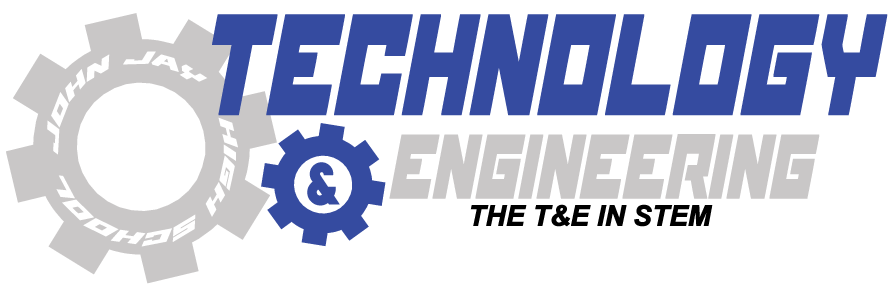 JOHN JAY
HIGH SCHOOL
TECHNOLOGY
&
ENGINEERING
THE T&E IN STEM